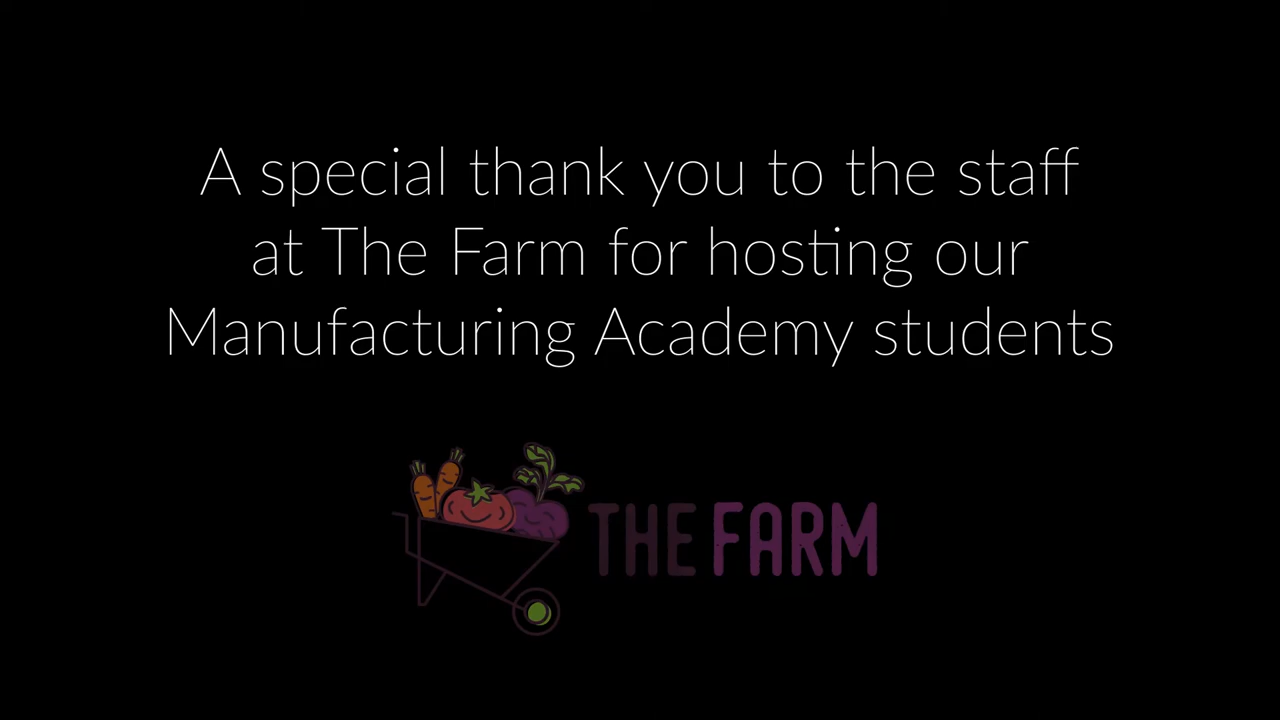 A special thank you to the staff
at The Farm for hosting our
Manufacturing Academy students
THE FARM